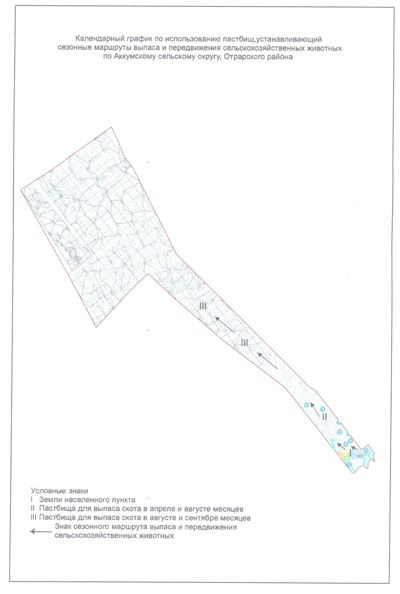 Календарный график по использованию пастбищ,устанавливающий
сезонные маршруты выпаса и передвижения сельскохозяйственных животных
по Аккумскому сельскому округу, Отрарского района
III
III
II
I
Условные знаки
I Земли населенного пункта
II Пастбища для выпаса скота в апреле и августе месяцев
III Пастбища для выпаса скота в августе и сентябре месяцев
Знак сезонного маршрута выпаса и передвижения
сельскохозяйственных животных